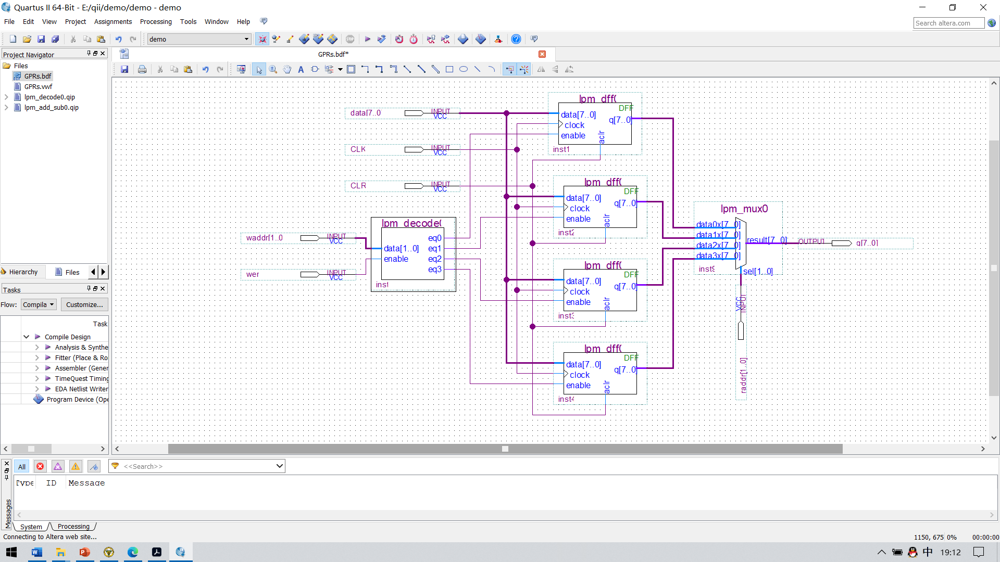 Quartus II 64-Bit - E:/qii/demo/demo - demo
File Edit View Project Assignments Processing Tools Window Help
Search altera.com
demo
Project Navigator
GPRs.bdf*
Files
GPRs.bdf
GPRs.vwf
lpm_decode0.qip
lpm_add_sub0.qip
Hierarchy Files
Tasks
Flow: Compila Customize...
Task
Compile Design
Analysis & Synthe
Fitter (Place & Ro
Assembler (Gener
TimeQuest Timing
EDA Netlist Writer
Program Device (Ope
data[7..0 INPUT VCC
CLK INPUT VCC
CLR INPUT VCC
waddr[1..0 INPUT VCC
wer INPUT VCC
lpm_decode(
data[1..0]
enable
eq0
eq1
eq2
eq3
inst
lpm_dff(
DFF
data[7..0]
clock
enable
q[7..0]
aclr
inst1
lpm_dff(
DFF
data[7..0]
clock
enable
q[7..0]
aclr
inst2
lpm_dff(
DFF
data[7..0]
clock
enable
q[7..0]
aclr
inst3
lpm_dff(
DFF
data[7..0]
clock
enable
q[7..0]
aclr
inst4
lpm_mux0
data0x[7..0]
data1x[7..0]
data2x[7..0]
data3x[7..0]
result[7..0]
sel[1..0]
inst9
OUTPUT q[7..0]
VCC
INPUT
raddr[1..0]
All <<Search>>
Type ID Message
Messages
System Processing
Connecting to Altera web site...
1150, 675 0% 00:00:00
中 19:12